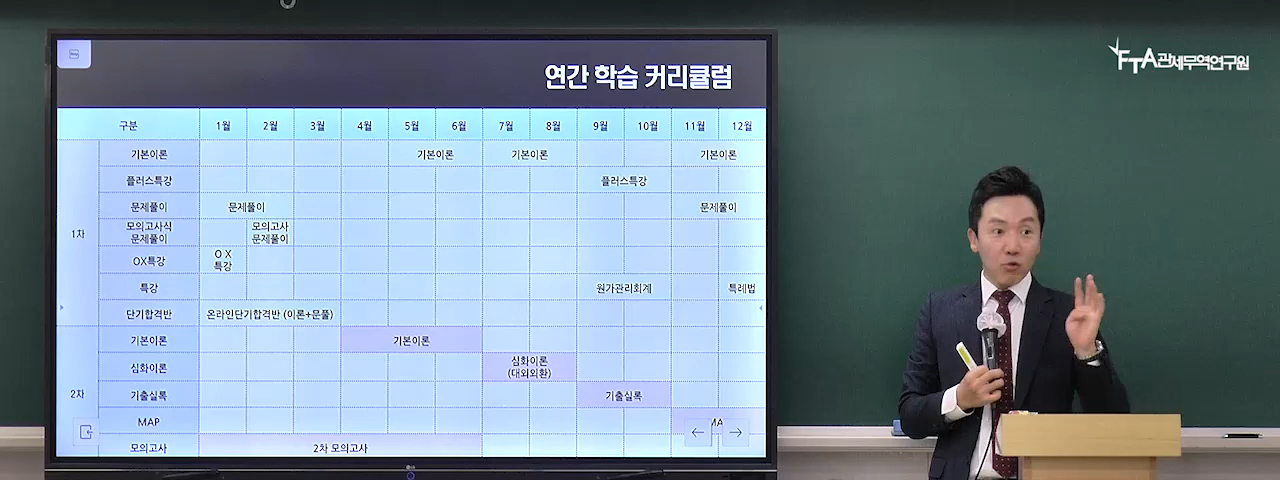 연간 학습 커리큘럼
FTA관세무역연구원
구분 1월 2월 3월 4월 5월 6월 7월 8월 9월 10월 11월 12월
1차
기본이론 기본이론 기본이론 기본이론
플러스특강 플러스특강
문제풀이 문제풀이 문제풀이
모의고사식 모의고사
문제풀이 문제풀이
OX특강 O X
특강
특강 원가관리회계 특례법
단기합격반 온라인단기합격반 (이론+문풀)
2차
기본이론 기본이론
심화이론 심화이론
(대외외환)
기출실록 기출실록
MAP MA
모의고사 2차 모의고사
LG